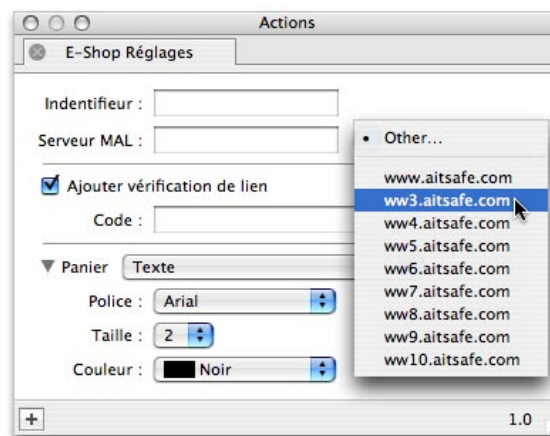 Actions
E-Shop Réglages
Indentifieur :
Serveur MAL :
• Other...
www.aitsafe.com
ww3.aitsafe.com
ww4.aitsafe.com
ww5.aitsafe.com
ww6.aitsafe.com
ww7.aitsafe.com
ww8.aitsafe.com
ww9.aitsafe.com
ww10.aitsafe.com
Ajouter vérification de lien
Code :
Panier Texte
Police : Arial
Taille : 2
Couleur : Noir
1.0